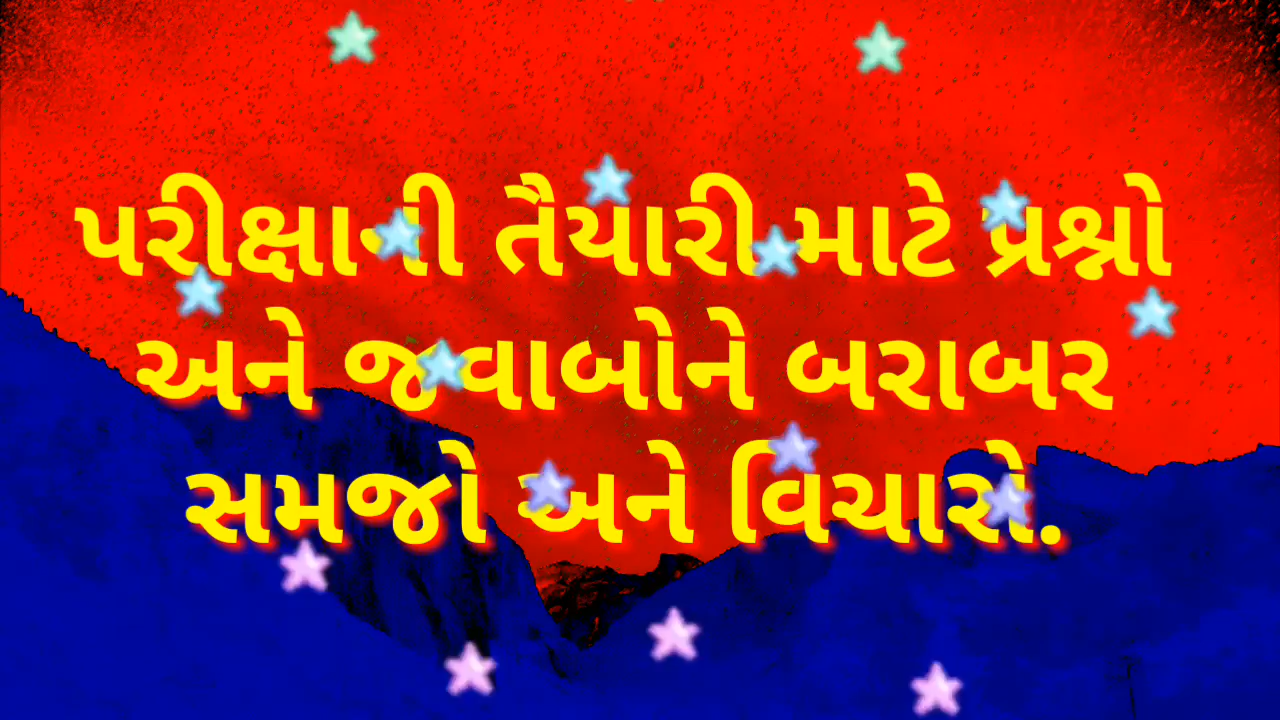 પરીક્ષાની તૈયારી માટે પ્રશ્નો
અને જવાબોને બરાબર
સમજો અને વિચારો.